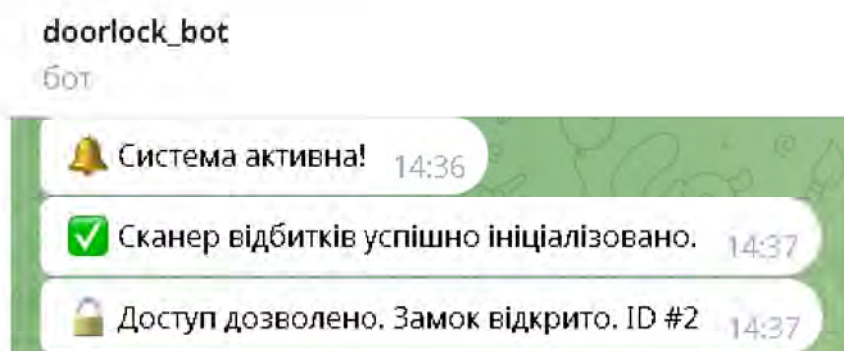 doorlock_bot
бот
🔔 Система активна! 14:36
✅ Сканер відбитків успішно ініціалізовано. 14:37
🔓 Доступ дозволено. Замок відкрито. ID #2 14:37